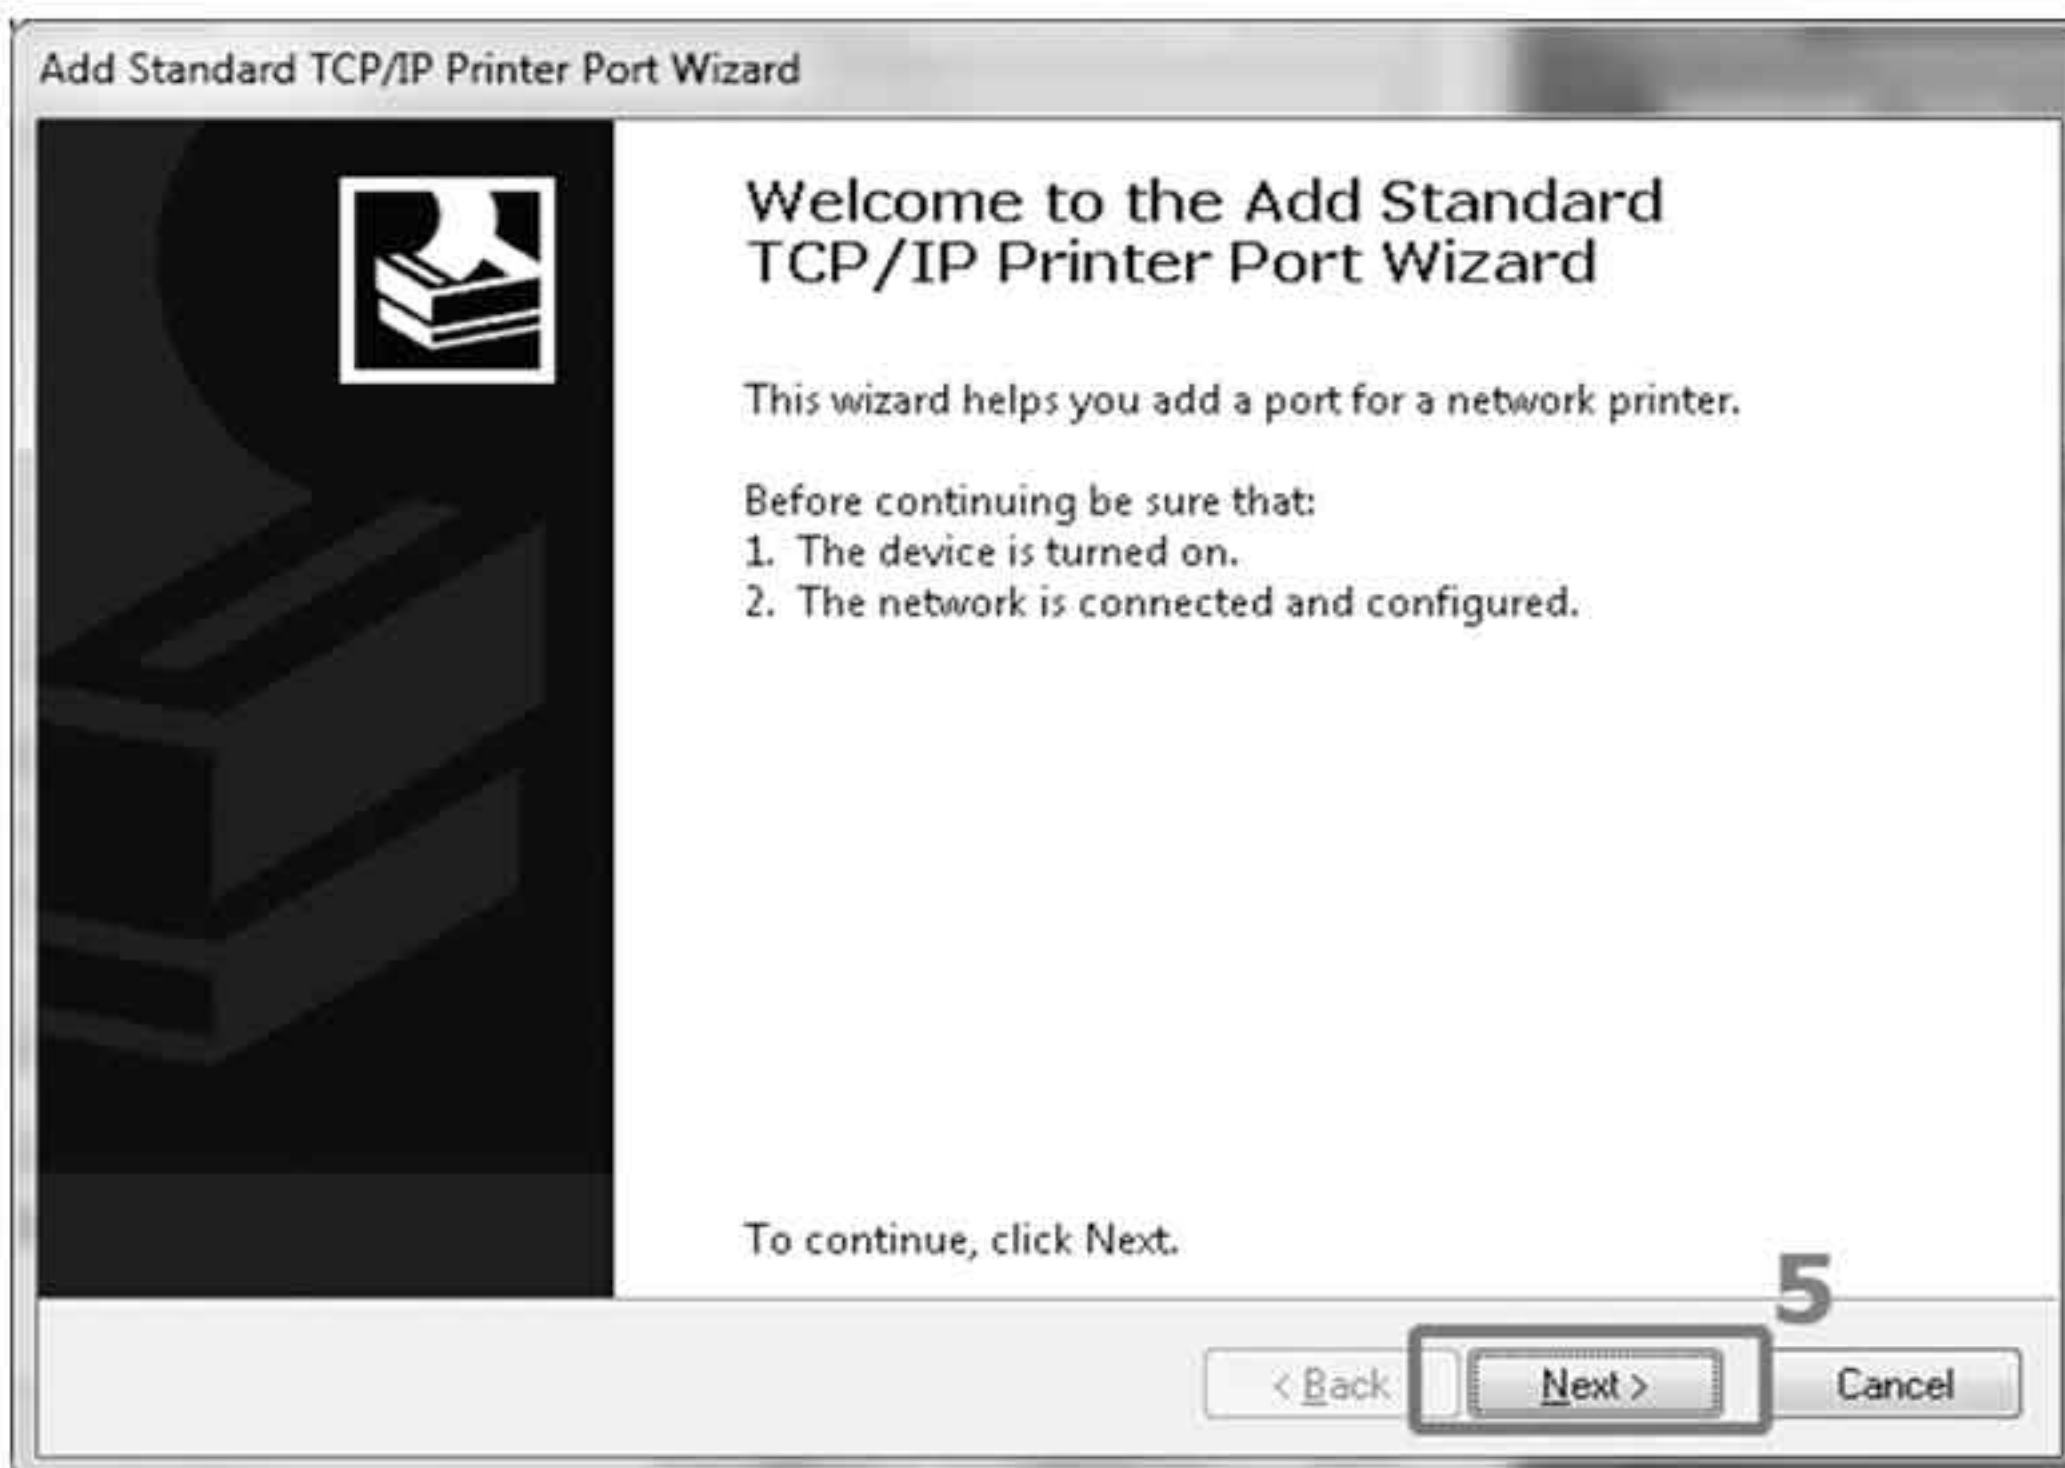 Add Standard TCP/IP Printer Port Wizard
Welcome to the Add Standard
TCP/IP Printer Port Wizard
This wizard helps you add a port for a network printer.
Before continuing be sure that:
1. The device is turned on.
2. The network is connected and configured.
To continue, click Next.
5
< Back Next > Cancel